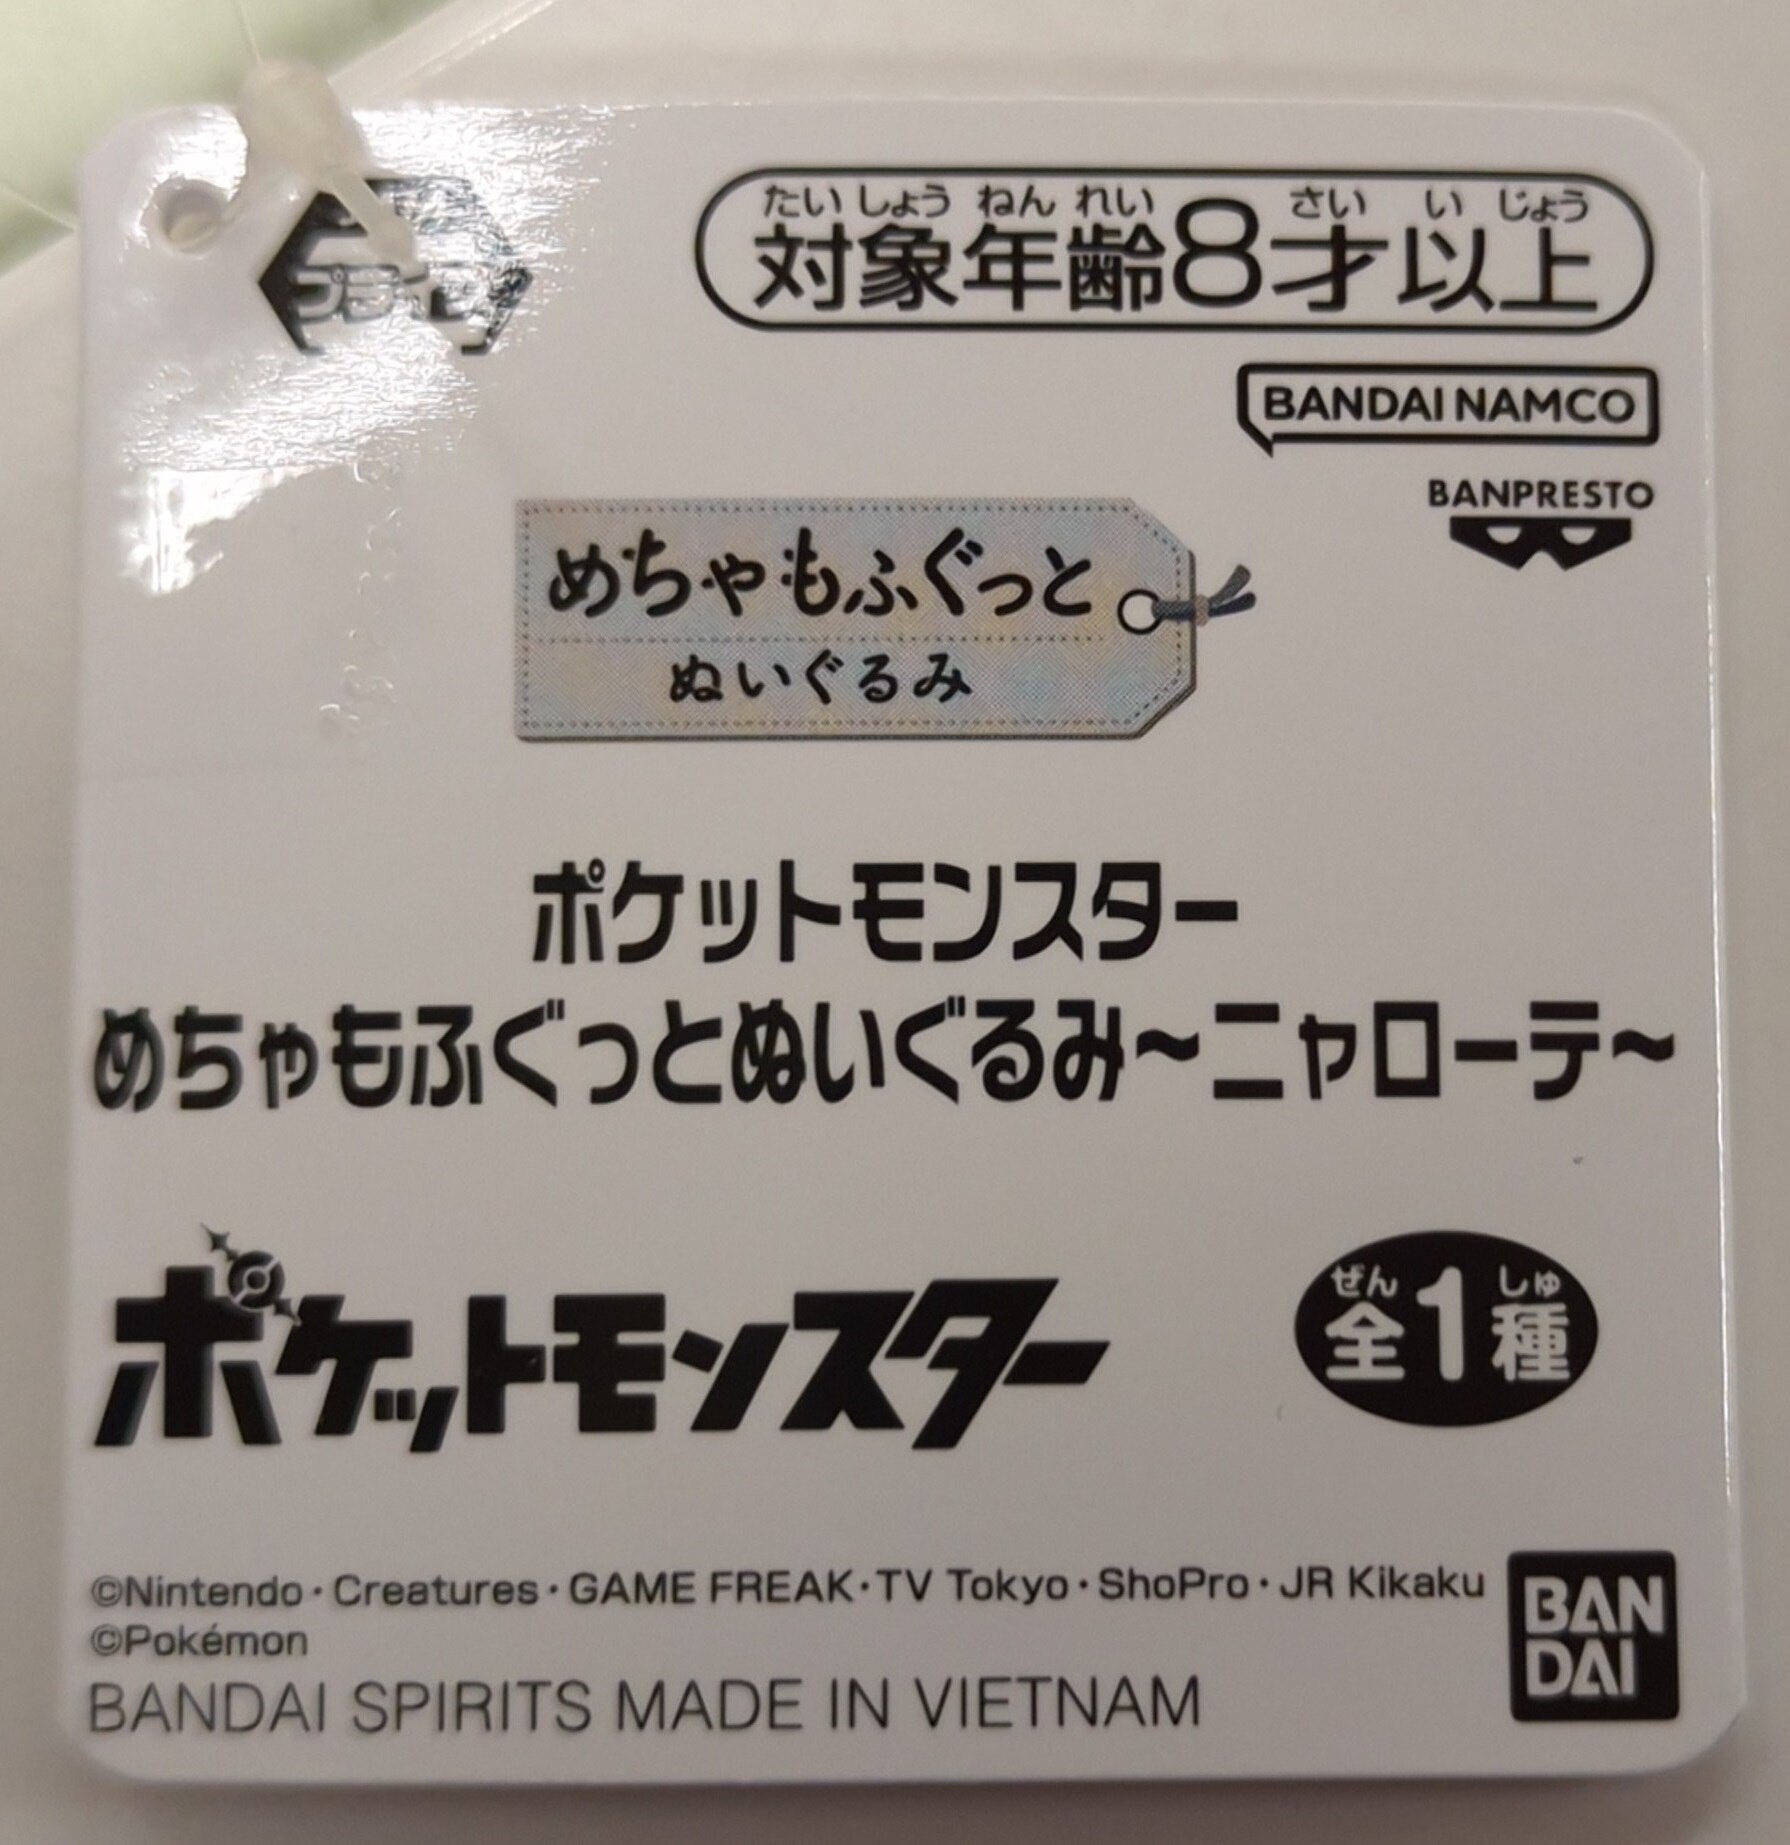 たいしょうねんれい さいいじょう
対象年齢8才以上
BANDAI NAMCO
BANPRESTO
めちゃもふぐっと
ぬいぐるみ
ポケットモンスター
めちゃもふぐっとぬいぐるみ~ニャローテ~
ポケットモンスター
ぜん しゅ
全1種
©Nintendo・Creatures・GAME FREAK・TV Tokyo・ShoPro・JR Kikaku
©Pokémon
BANDAI SPIRITS MADE IN VIETNAM
BAN
DAI